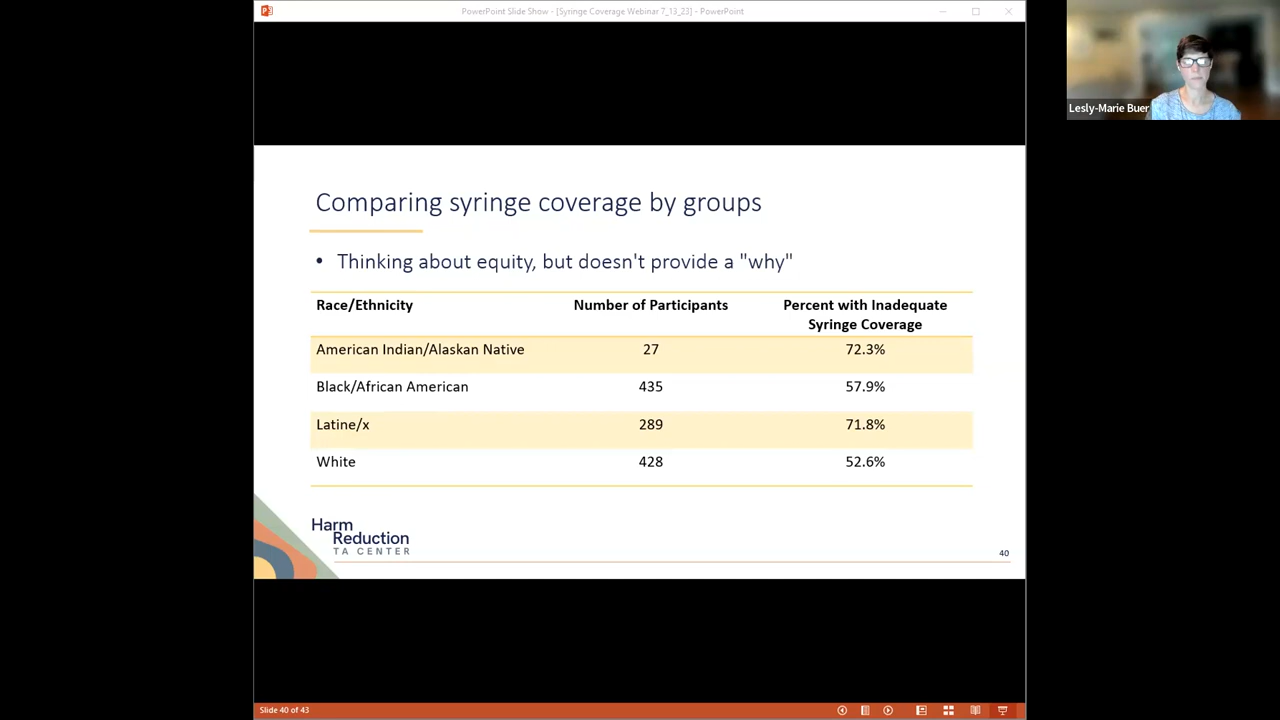 PowerPoint Slide Show - [Syringe Coverage Webinar 7_13_23] - PowerPoint
Lesly-Marie Buer
Comparing syringe coverage by groups
• Thinking about equity, but doesn't provide a "why"
Race/Ethnicity Number of Participants Percent with Inadequate
Syringe Coverage
American Indian/Alaskan Native 27 72.3%
Black/African American 435 57.9%
Latine/x 289 71.8%
White 428 52.6%
Harm
Reduction
TA CENTER
40
Slide 40 of 43